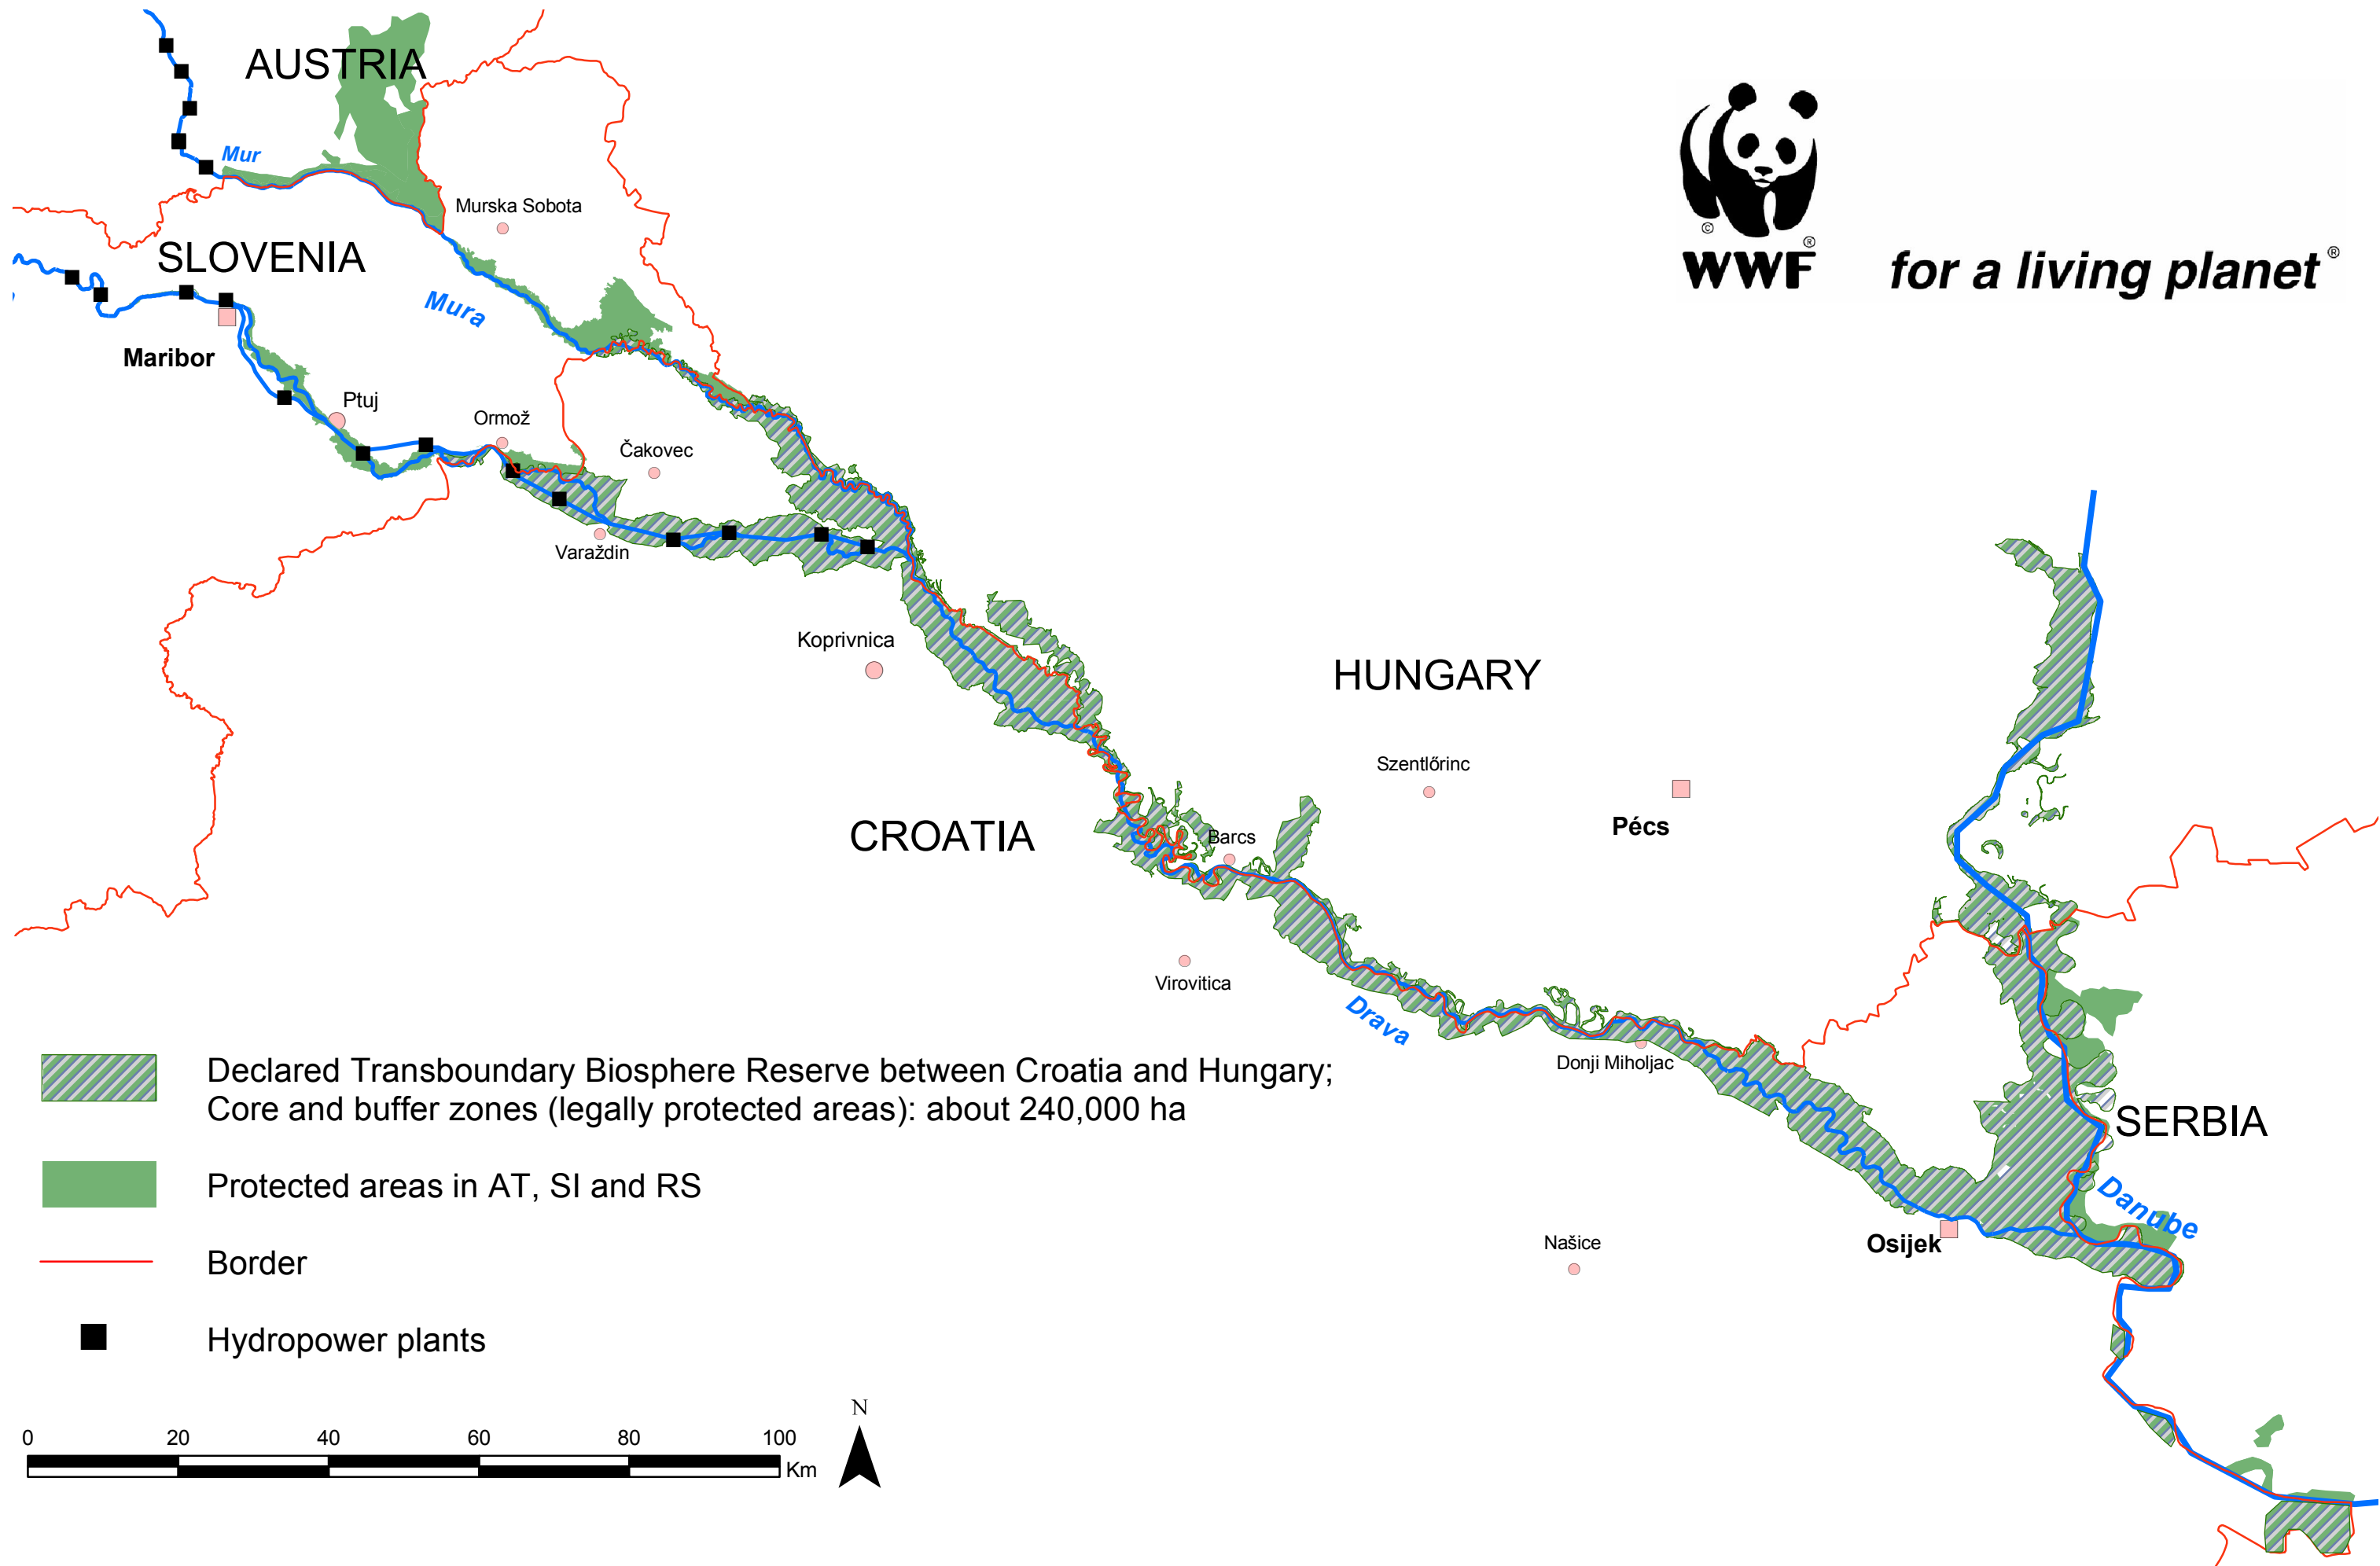 AUSTRIA
Mur
Murska Sobota
SLOVENIA
Mura
Maribor
Ptuj
Ormož
Čakovec
Varaždin
Koprivnica
HUNGARY
Szentlőrinc
Pécs
CROATIA
Barcs
Virovitica
Drava
Donji Miholjac
SERBIA
Danube
Našice
Osijek
©
®
WWF
for a living planet®
Declared Transboundary Biosphere Reserve between Croatia and Hungary;
Core and buffer zones (legally protected areas): about 240,000 ha
Protected areas in AT, SI and RS
Border
Hydropower plants
N
0 20 40 60 80 100
Km